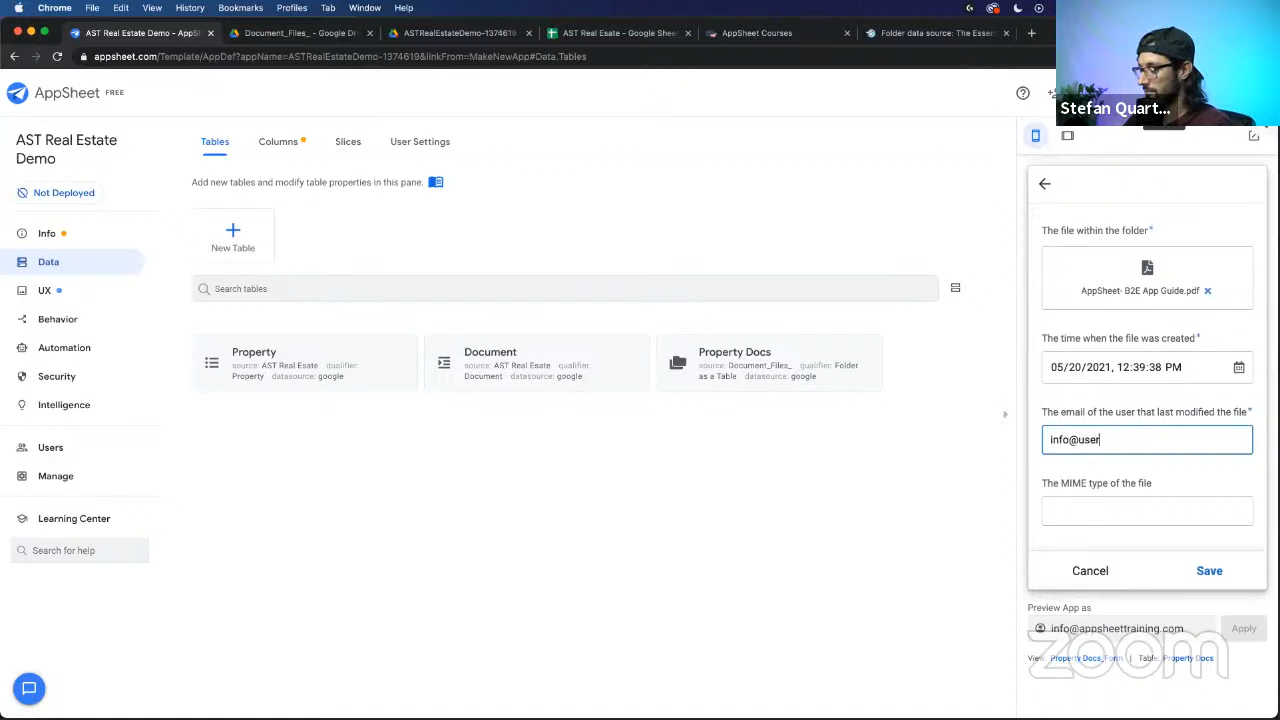 Chrome File Edit View History Bookmarks Profiles Tab Window Help
AST Real Estate Demo - AppSh
Document_Files_ - Google Dri
ASTRealEstateDemo-1374619
AST Real Esate - Google Shee
AppSheet Courses
Folder data source: The Essen
appsheet.com/Template/AppDef?appName=ASTRealEstateDemo-1374619&linkFrom=MakeNewApp#Data.Tables
Stefan Quart...
AppSheet FREE
AST Real Estate
Demo
Not Deployed
Info
Data
UX
Behavior
Automation
Security
Intelligence
Users
Manage
Learning Center
Search for help
Tables Columns Slices User Settings
Add new tables and modify table properties in this pane.
New Table
Search tables
Property
source: AST Real Estate qualifier:
Property datasource: google
Document
source: AST Real Estate qualifier:
Document datasource: google
Property Docs
source: Document_Files_ qualifier: Folder
as a Table datasource: google
The file within the folder*
AppSheet- B2E App Guide.pdf
The time when the file was created*
05/20/2021, 12:39:38 PM
The email of the user that last modified the file*
info@user
The MIME type of the file
Cancel Save
Preview App as
info@appsheettraining.com Apply
View: Property Docs_Form | Table: Property Docs
zoom